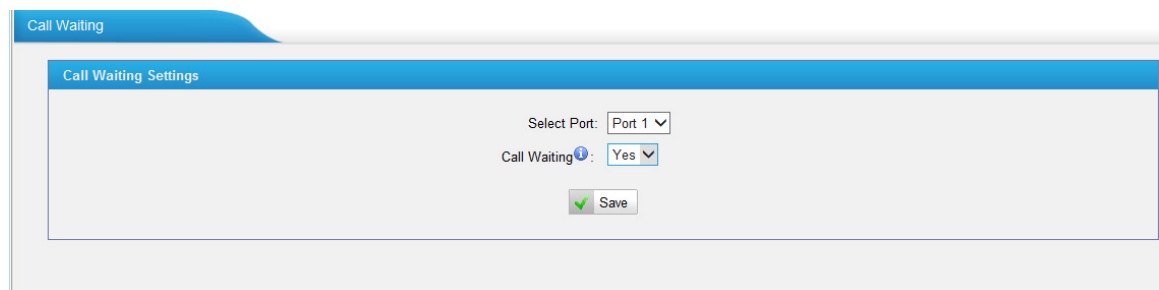 Call Waiting
Call Waiting Settings
Select Port: Port 1
Call Waiting i : Yes
Save